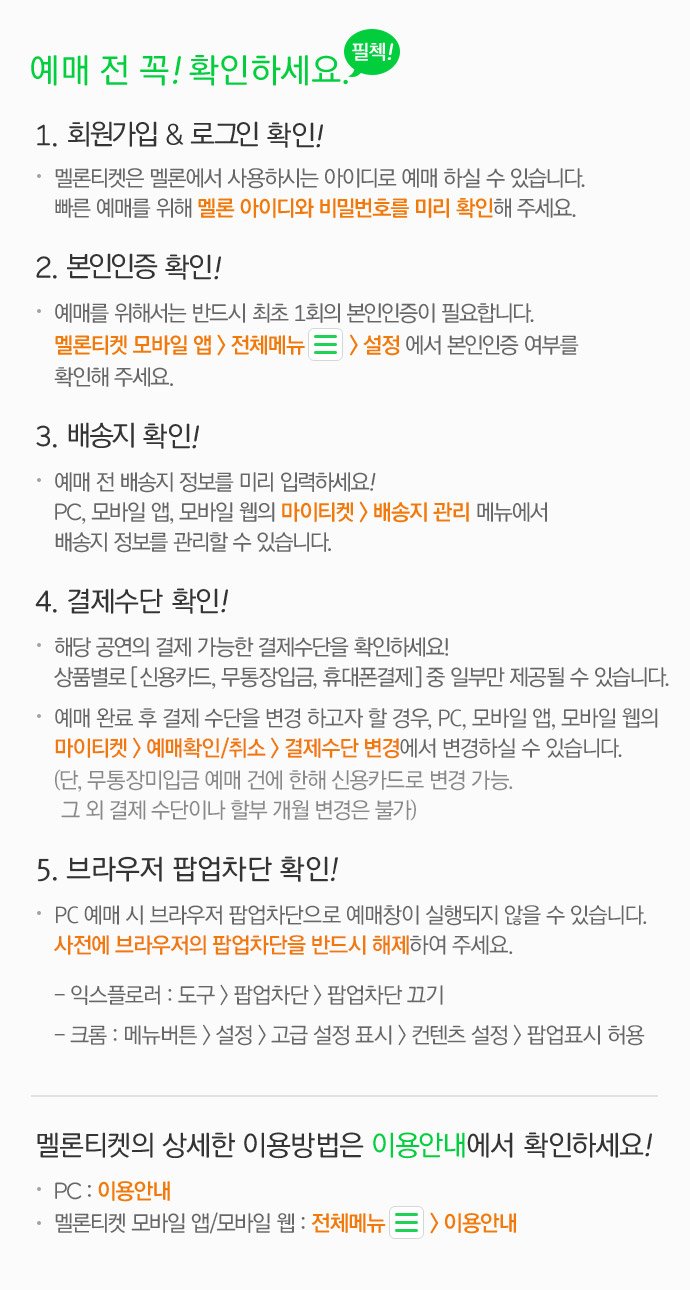 예매 전 꼭! 확인하세요.
필첵!
1. 회원가입 & 로그인 확인!
· 멜론티켓은 멜론에서 사용하시는 아이디로 예매 하실 수 있습니다.
빠른 예매를 위해 멜론 아이디와 비밀번호를 미리 확인해 주세요.
2. 본인인증 확인!
· 예매를 위해서는 반드시 최초 1회의 본인인증이 필요합니다.
멜론티켓 모바일 앱 > 전체메뉴 > 설정 에서 본인인증 여부를
확인해 주세요.
3. 배송지 확인!
· 예매 전 배송지 정보를 미리 입력하세요!
PC, 모바일 앱, 모바일 웹의 마이티켓 > 배송지 관리 메뉴에서
배송지 정보를 관리할 수 있습니다.
4. 결제수단 확인!
· 해당 공연의 결제 가능한 결제수단을 확인하세요!
상품별로 [신용카드, 무통장입금, 휴대폰결제] 중 일부만 제공될 수 있습니다.
· 예매 완료 후 결제 수단을 변경 하고자 할 경우, PC, 모바일 앱, 모바일 웹의
마이티켓 > 예매확인/취소 > 결제수단 변경에서 변경하실 수 있습니다.
(단, 무통장미입금 예매 건에 한해 신용카드로 변경 가능.
그 외 결제 수단이나 할부 개월 변경은 불가)
5. 브라우저 팝업차단 확인!
· PC 예매 시 브라우저 팝업차단으로 예매창이 실행되지 않을 수 있습니다.
사전에 브라우저의 팝업차단을 반드시 해제하여 주세요.
- 익스플로러 : 도구 > 팝업차단 > 팝업차단 끄기
- 크롬 : 메뉴버튼 > 설정 > 고급 설정 표시 > 컨텐츠 설정 > 팝업표시 허용
멜론티켓의 상세한 이용방법은 이용안내에서 확인하세요!
· PC : 이용안내
· 멜론티켓 모바일 앱/모바일 웹 : 전체메뉴 > 이용안내